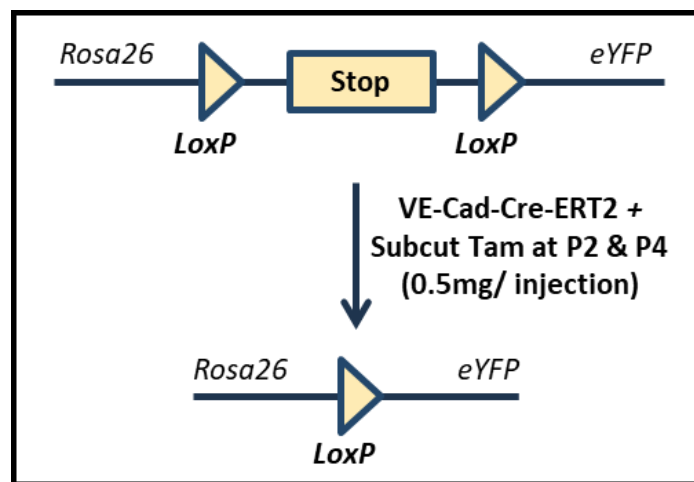 Rosa26 eYFP
Stop
LoxP LoxP
VE-Cad-Cre-ERT2 +
Subcut Tam at P2 & P4
(0.5mg/ injection)
Rosa26 eYFP
LoxP